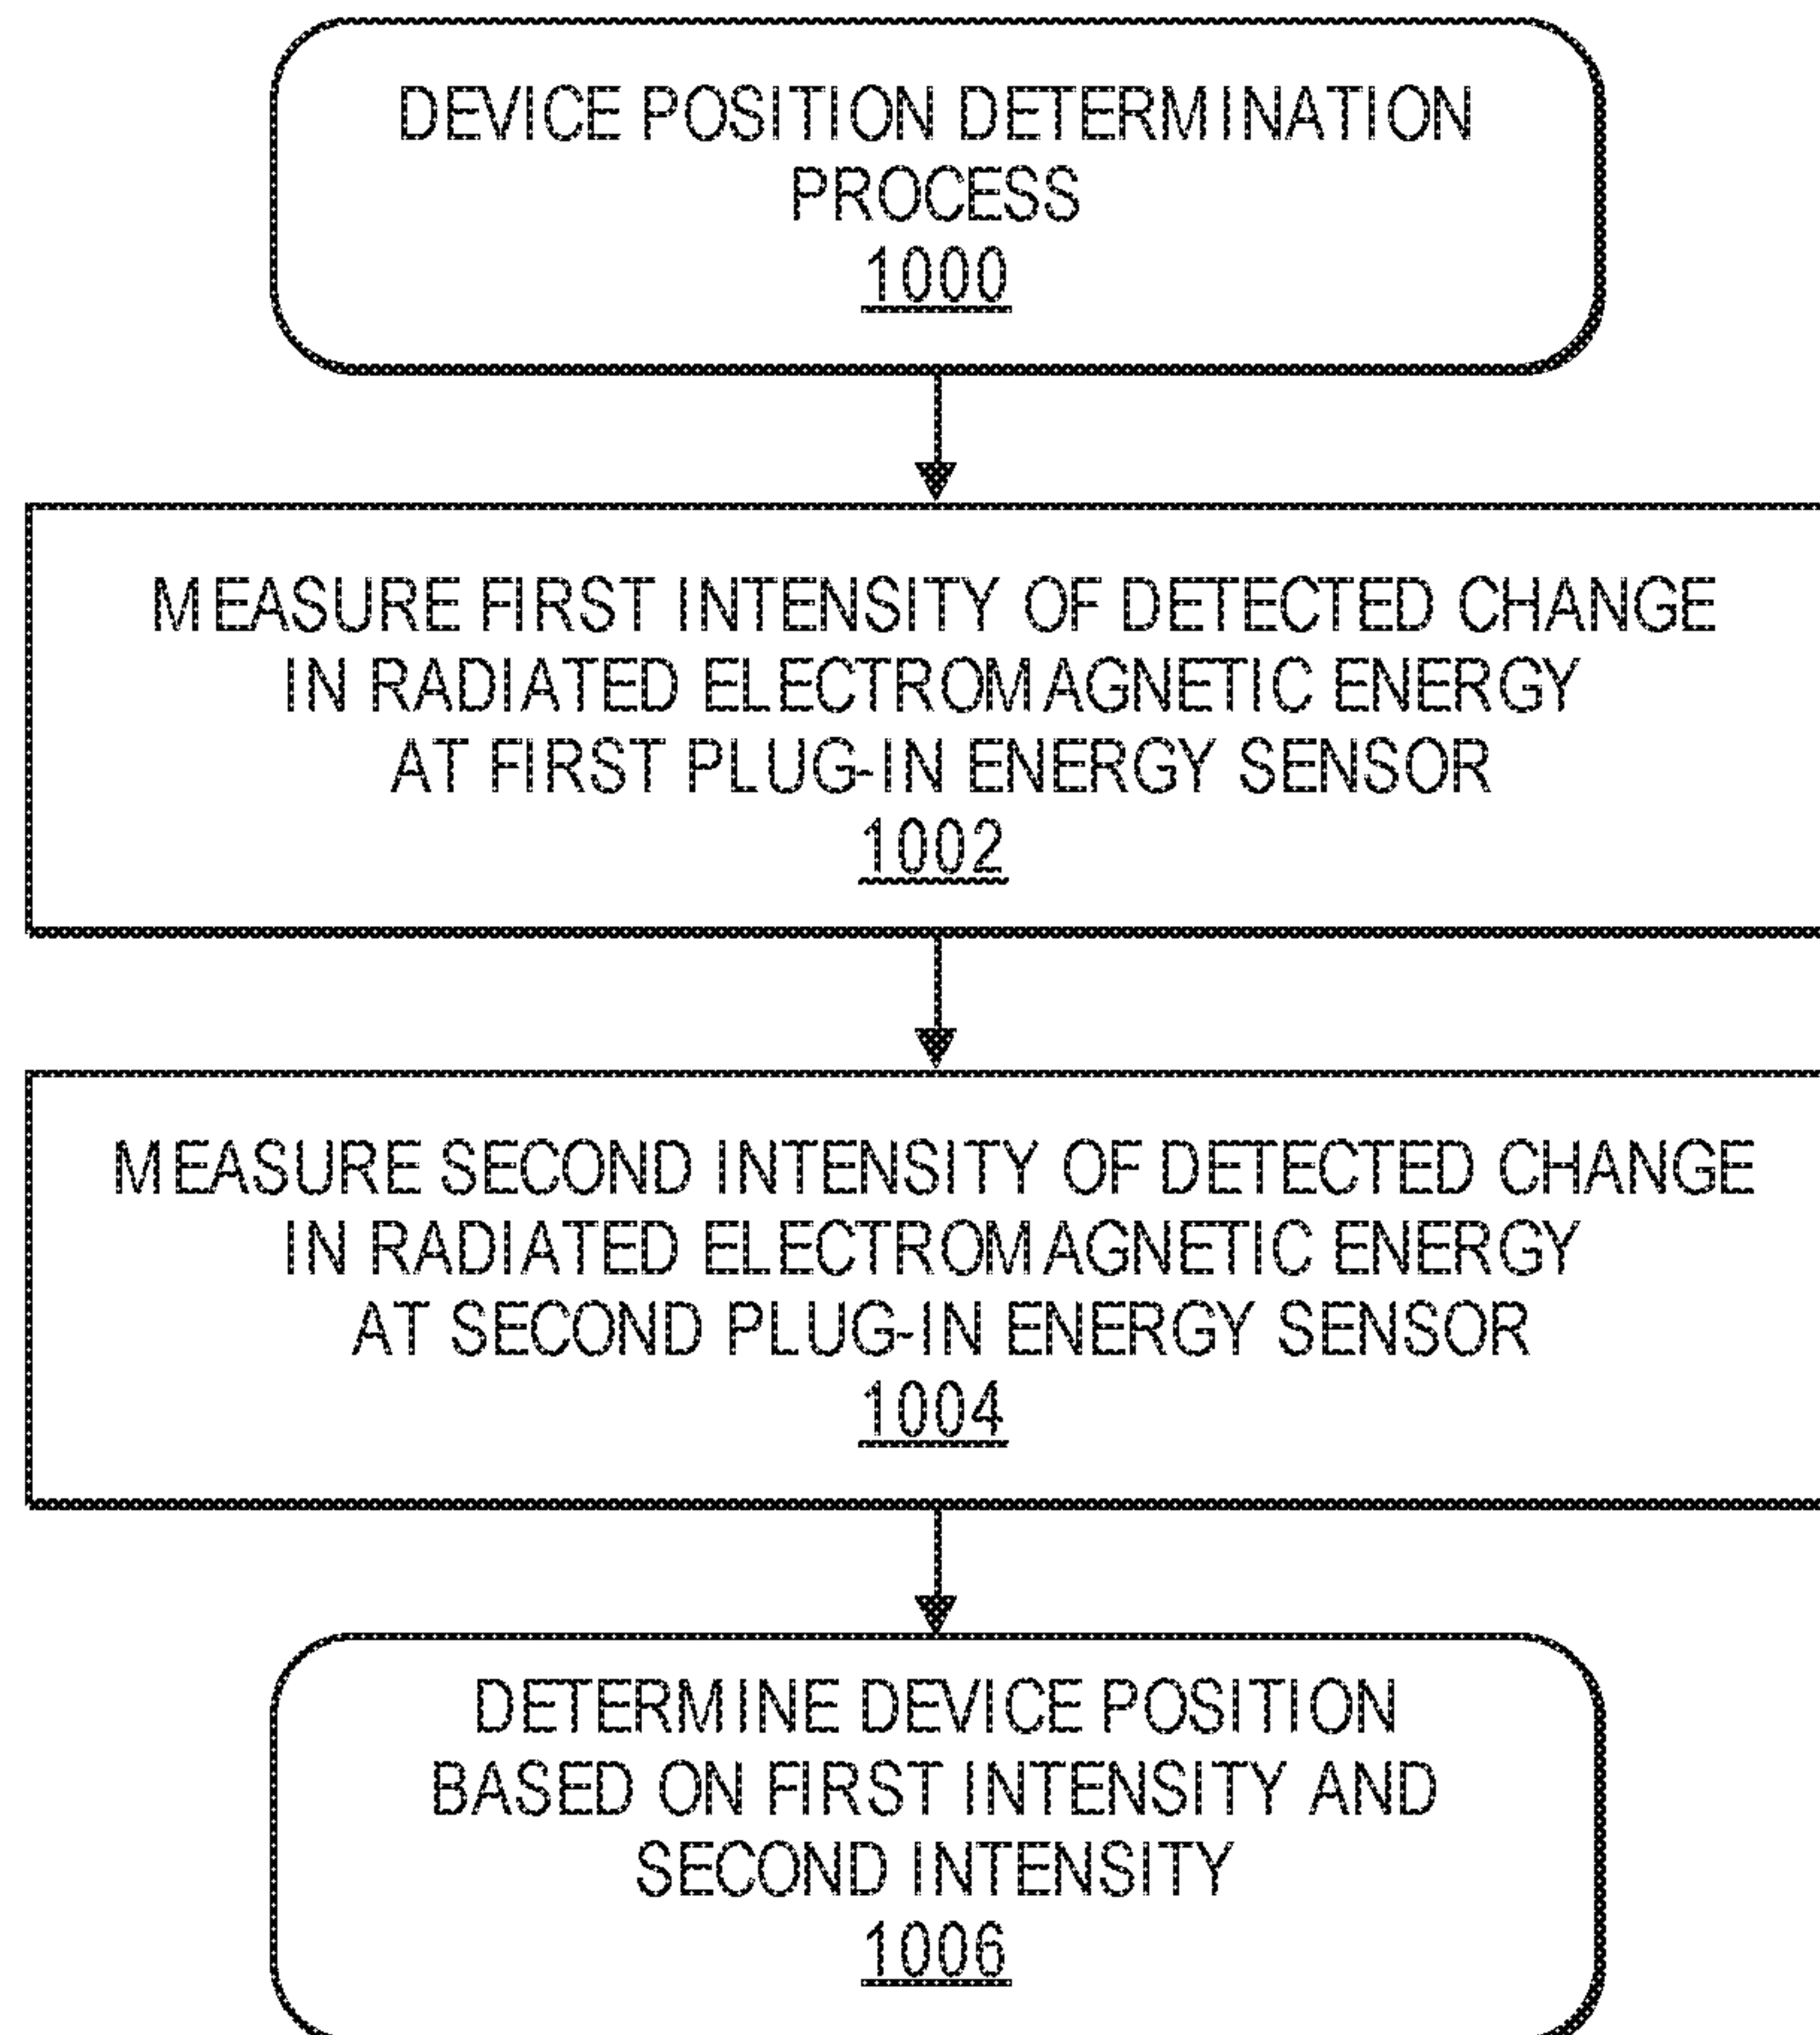 DEVICE POSITION DETERMINATION
PROCESS
1000
MEASURE FIRST INTENSITY OF DETECTED CHANGE
IN RADIATED ELECTROMAGNETIC ENERGY
AT FIRST PLUG-IN ENERGY SENSOR
1002
MEASURE SECOND INTENSITY OF DETECTED CHANGE
IN RADIATED ELECTROMAGNETIC ENERGY
AT SECOND PLUG-IN ENERGY SENSOR
1004
DETERMINE DEVICE POSITION
BASED ON FIRST INTENSITY AND
SECOND INTENSITY
1006